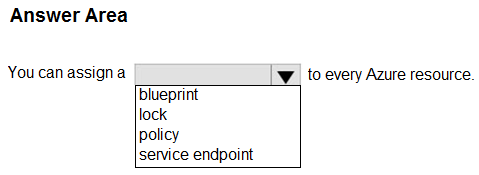 Answer Area
You can assign a to every Azure resource.
blueprint
lock
policy
service endpoint